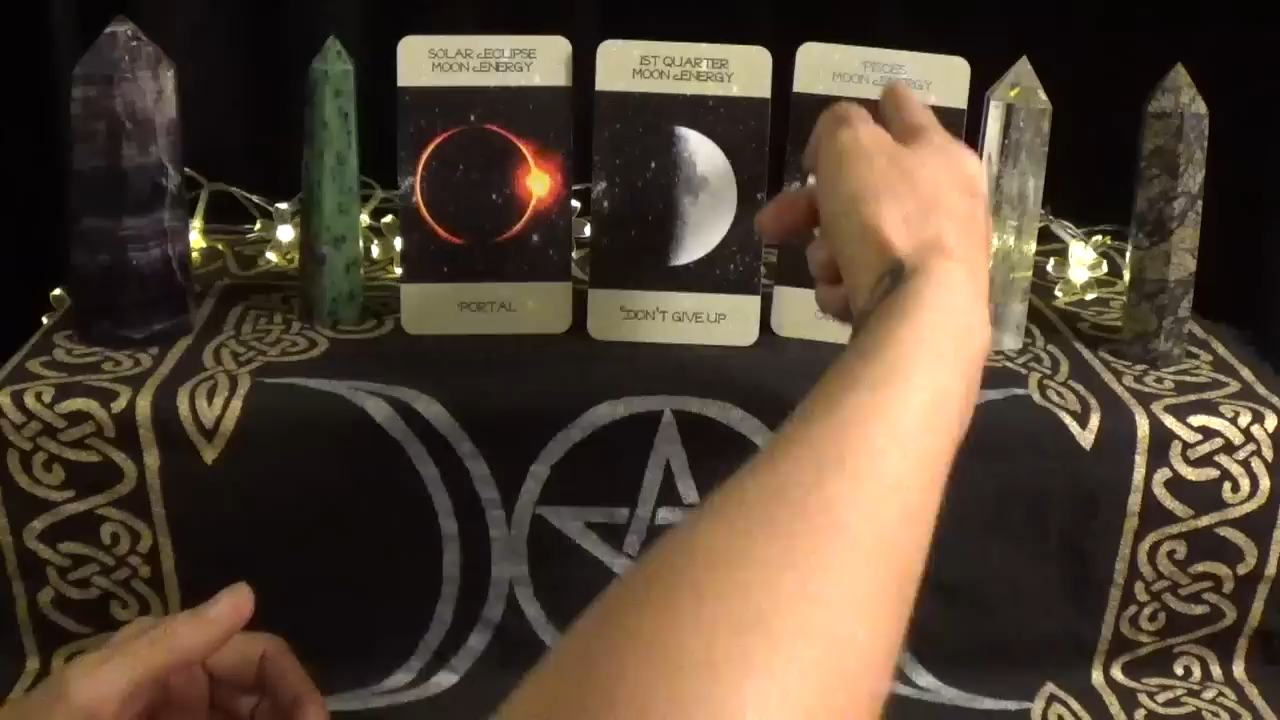 SOLAR ECLIPSE
MOON ENERGY
PORTAL
1ST QUARTER
MOON ENERGY
DON'T GIVE UP
PISCES
MOON ENERGY